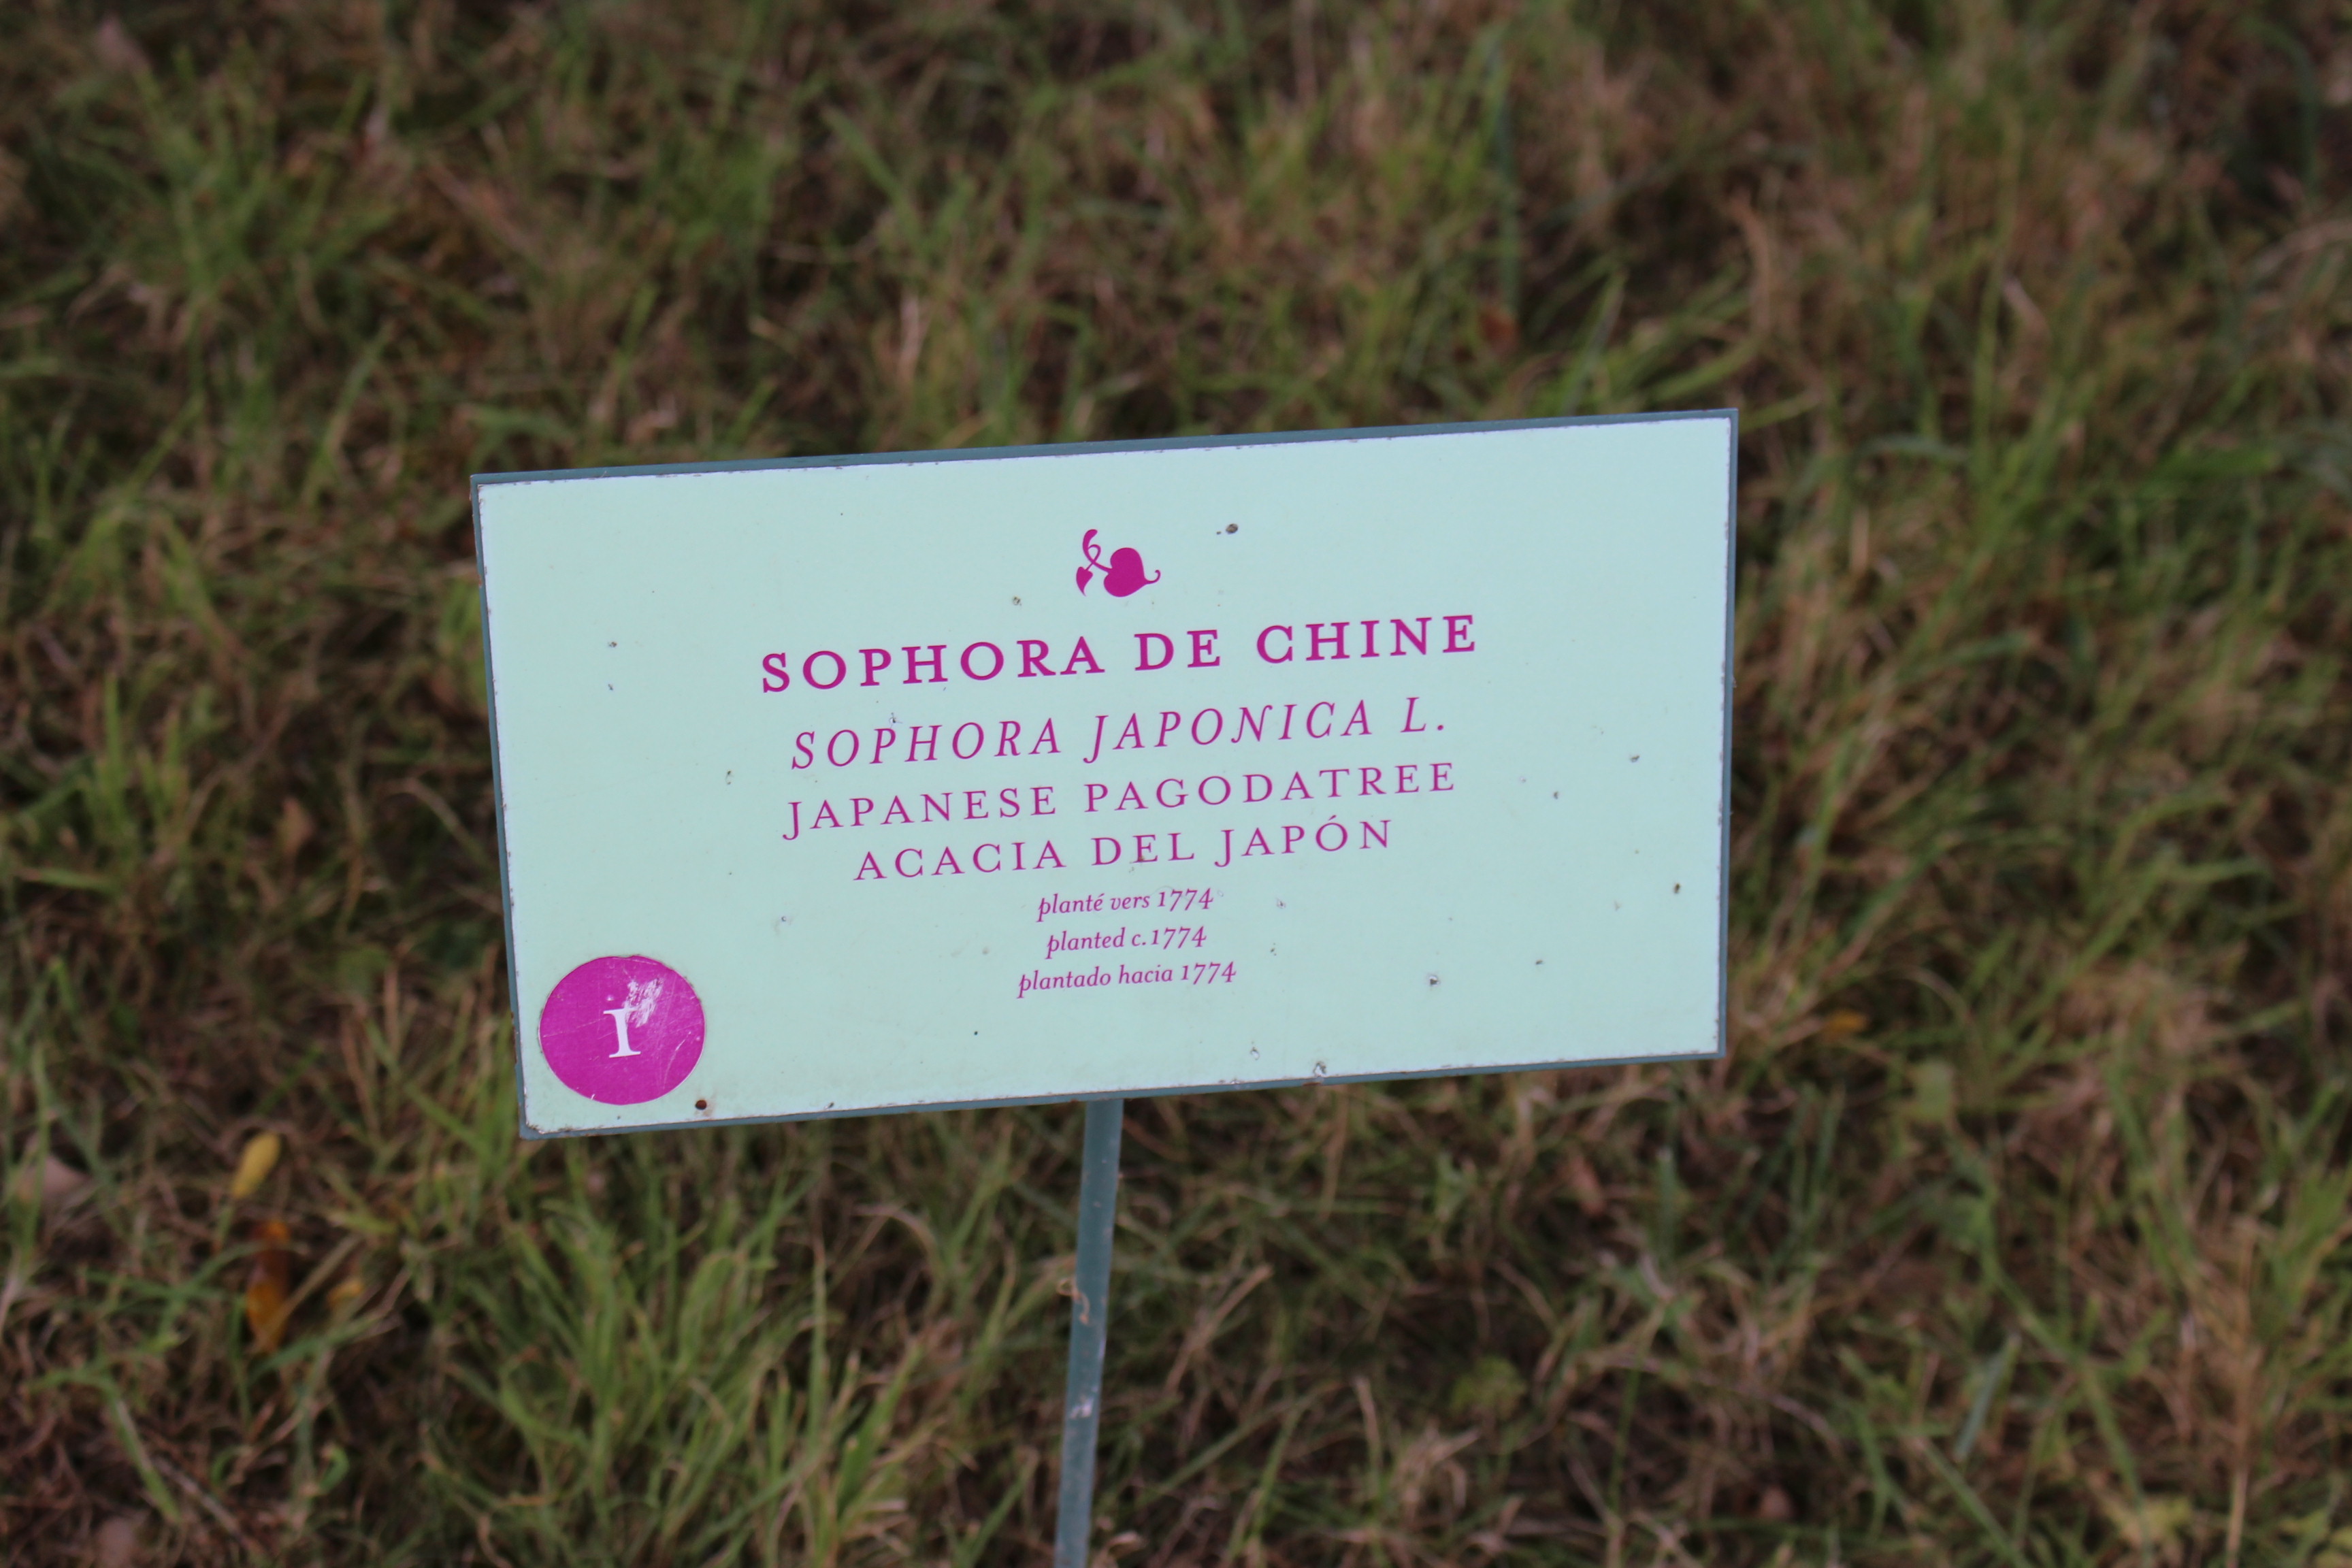 SOPHORA DE CHINE
SOPHORA JAPONICA L.
JAPANESE PAGODATREE
ACACIA DEL JAPÓN
planté vers 1774
planted c.1774
plantado hacia 1774
i